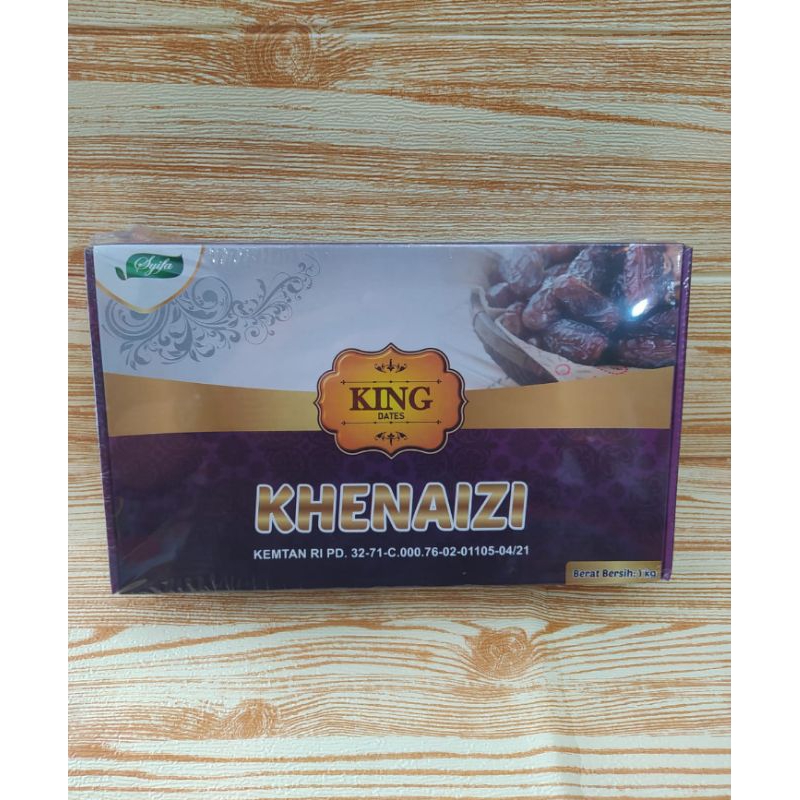 Syifa
KING
DATES
KHENAIZI
KEMTAN RI PD. 32-71-C.000.76-02-01105-04/21
Berat Bersih: 1 kg